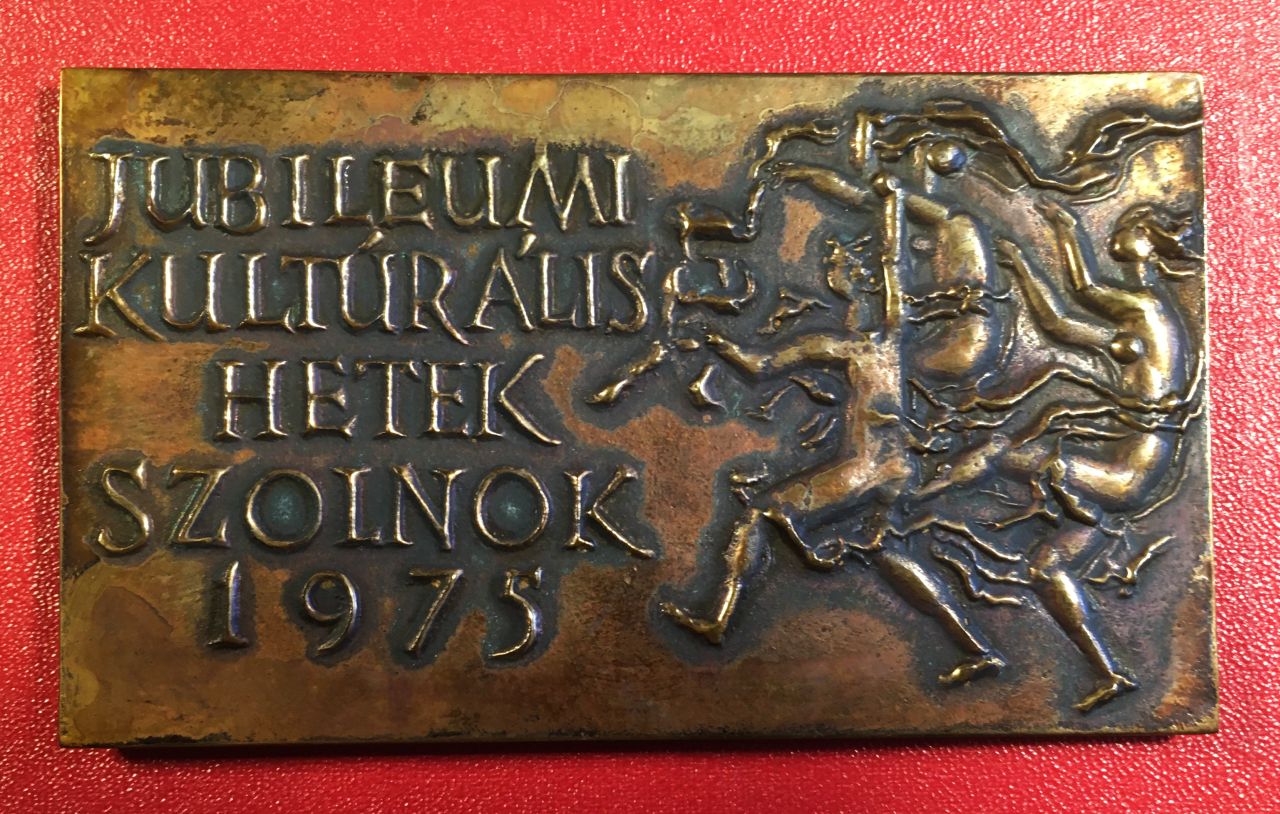 JUBILEUMI
KULTÚRÁLIS
HETEK
SZOLNOK
1975